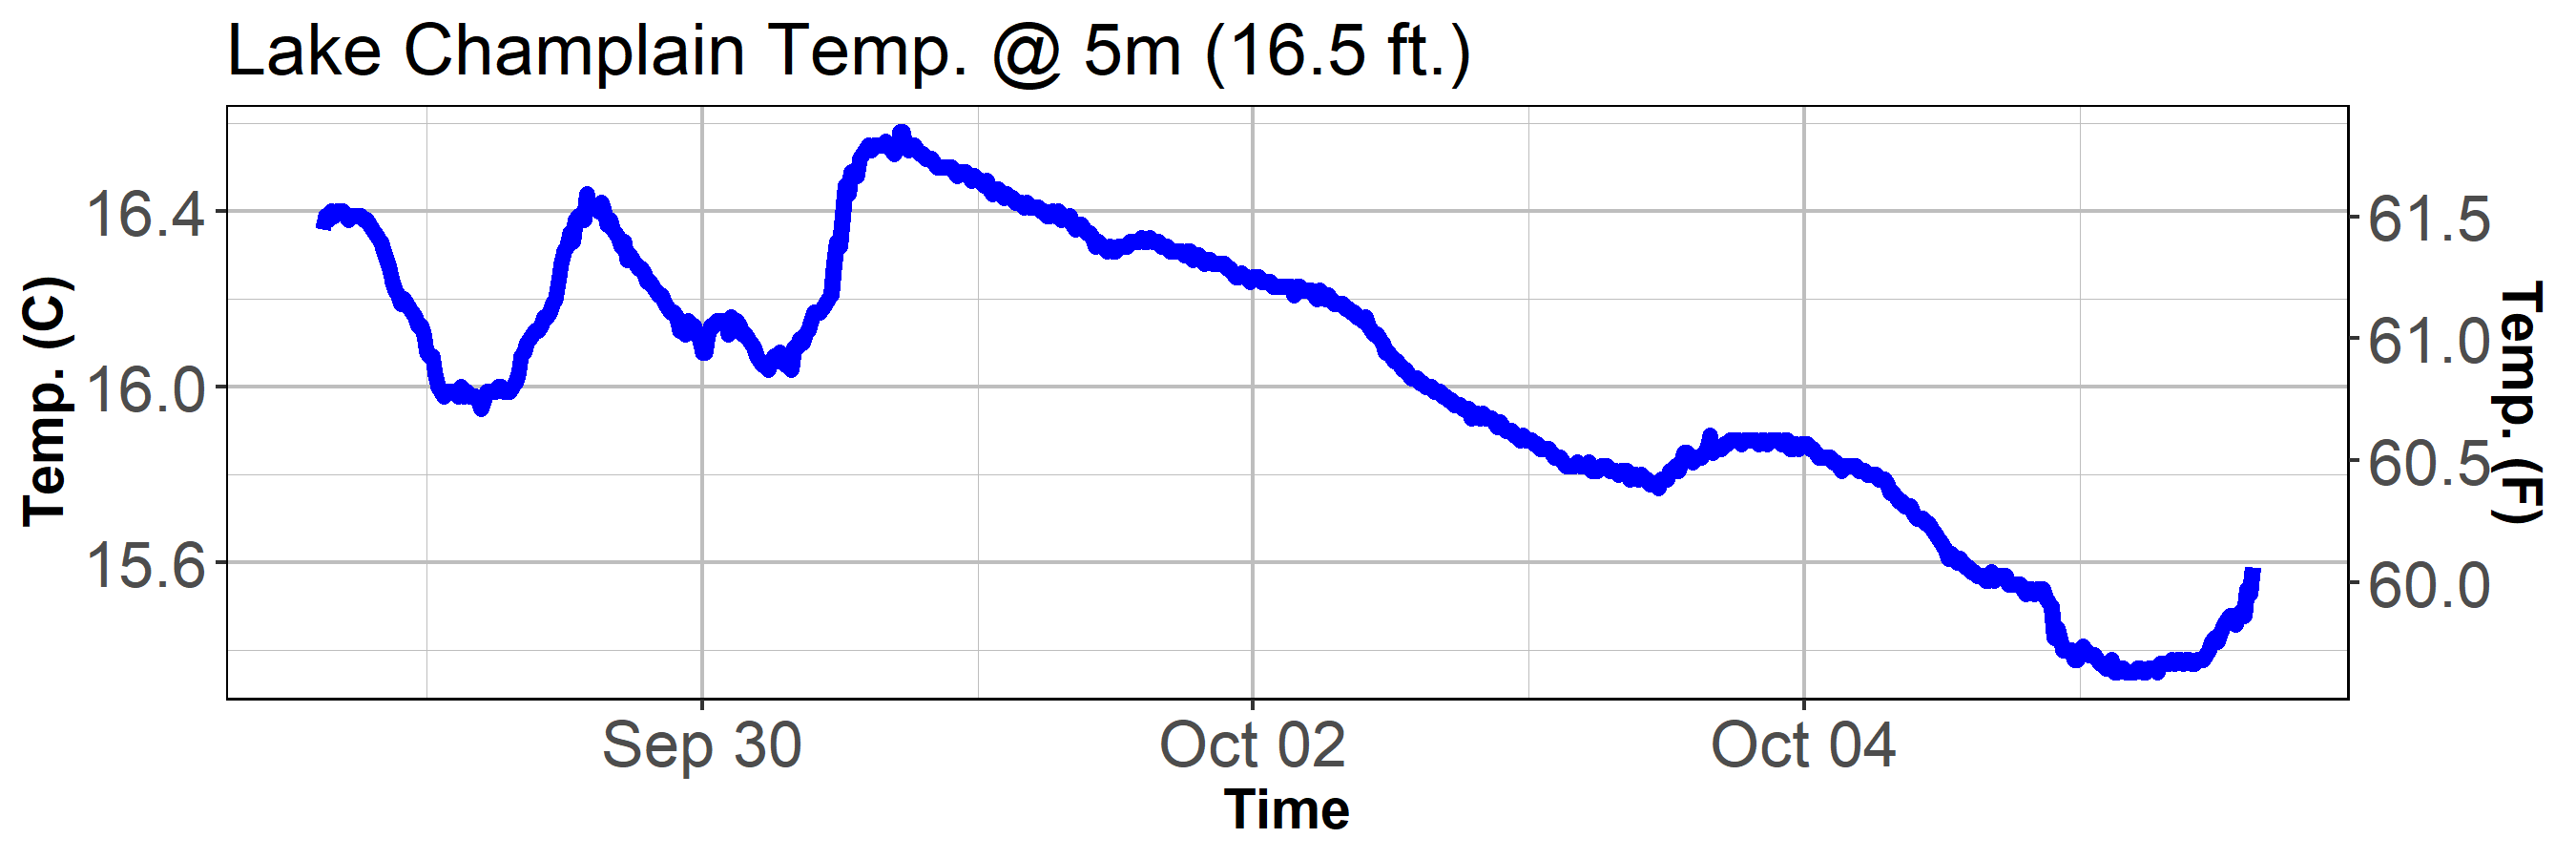 Lake Champlain Temp. @ 5m (16.5 ft.)
Temp. (C)
16.4
16.0
15.6
61.5
61.0
60.5
60.0
Temp. (F)
Sep 30
Oct 02
Oct 04
Time